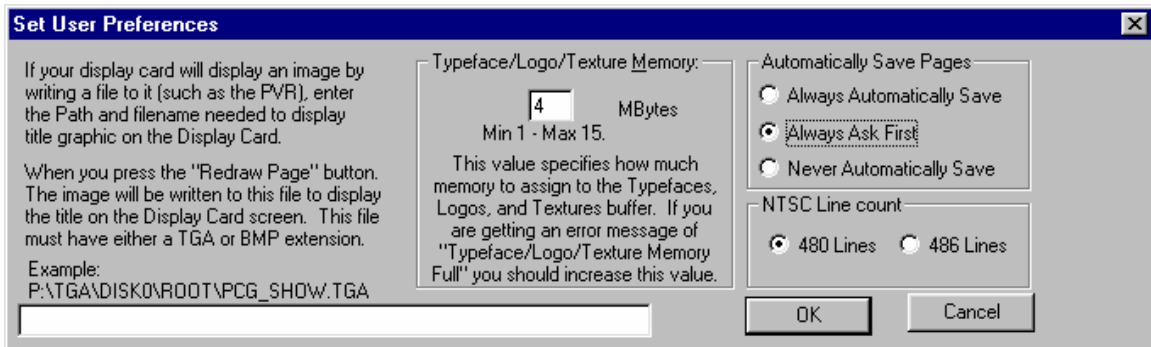 Set User Preferences
If your display card will display an image by
writing a file to it (such as the PVR), enter
the Path and filename needed to display
title graphic on the Display Card.
When you press the "Redraw Page" button.
The image will be written to this file to display
the title on the Display Card screen. This file
must have either a TGA or BMP extension.
Example:
P:\TGA\DISK0\ROOT\PCG_SHOW.TGA
Typeface/Logo/Texture Memory:
4 MBytes
Min 1 - Max 15.
This value specifies how much
memory to assign to the Typefaces,
Logos, and Textures buffer. If you
are getting an error message of
"Typeface/Logo/Texture Memory
Full" you should increase this value.
Automatically Save Pages
Always Automatically Save
Always Ask First
Never Automatically Save
NTSC Line count
480 Lines 486 Lines
OK Cancel